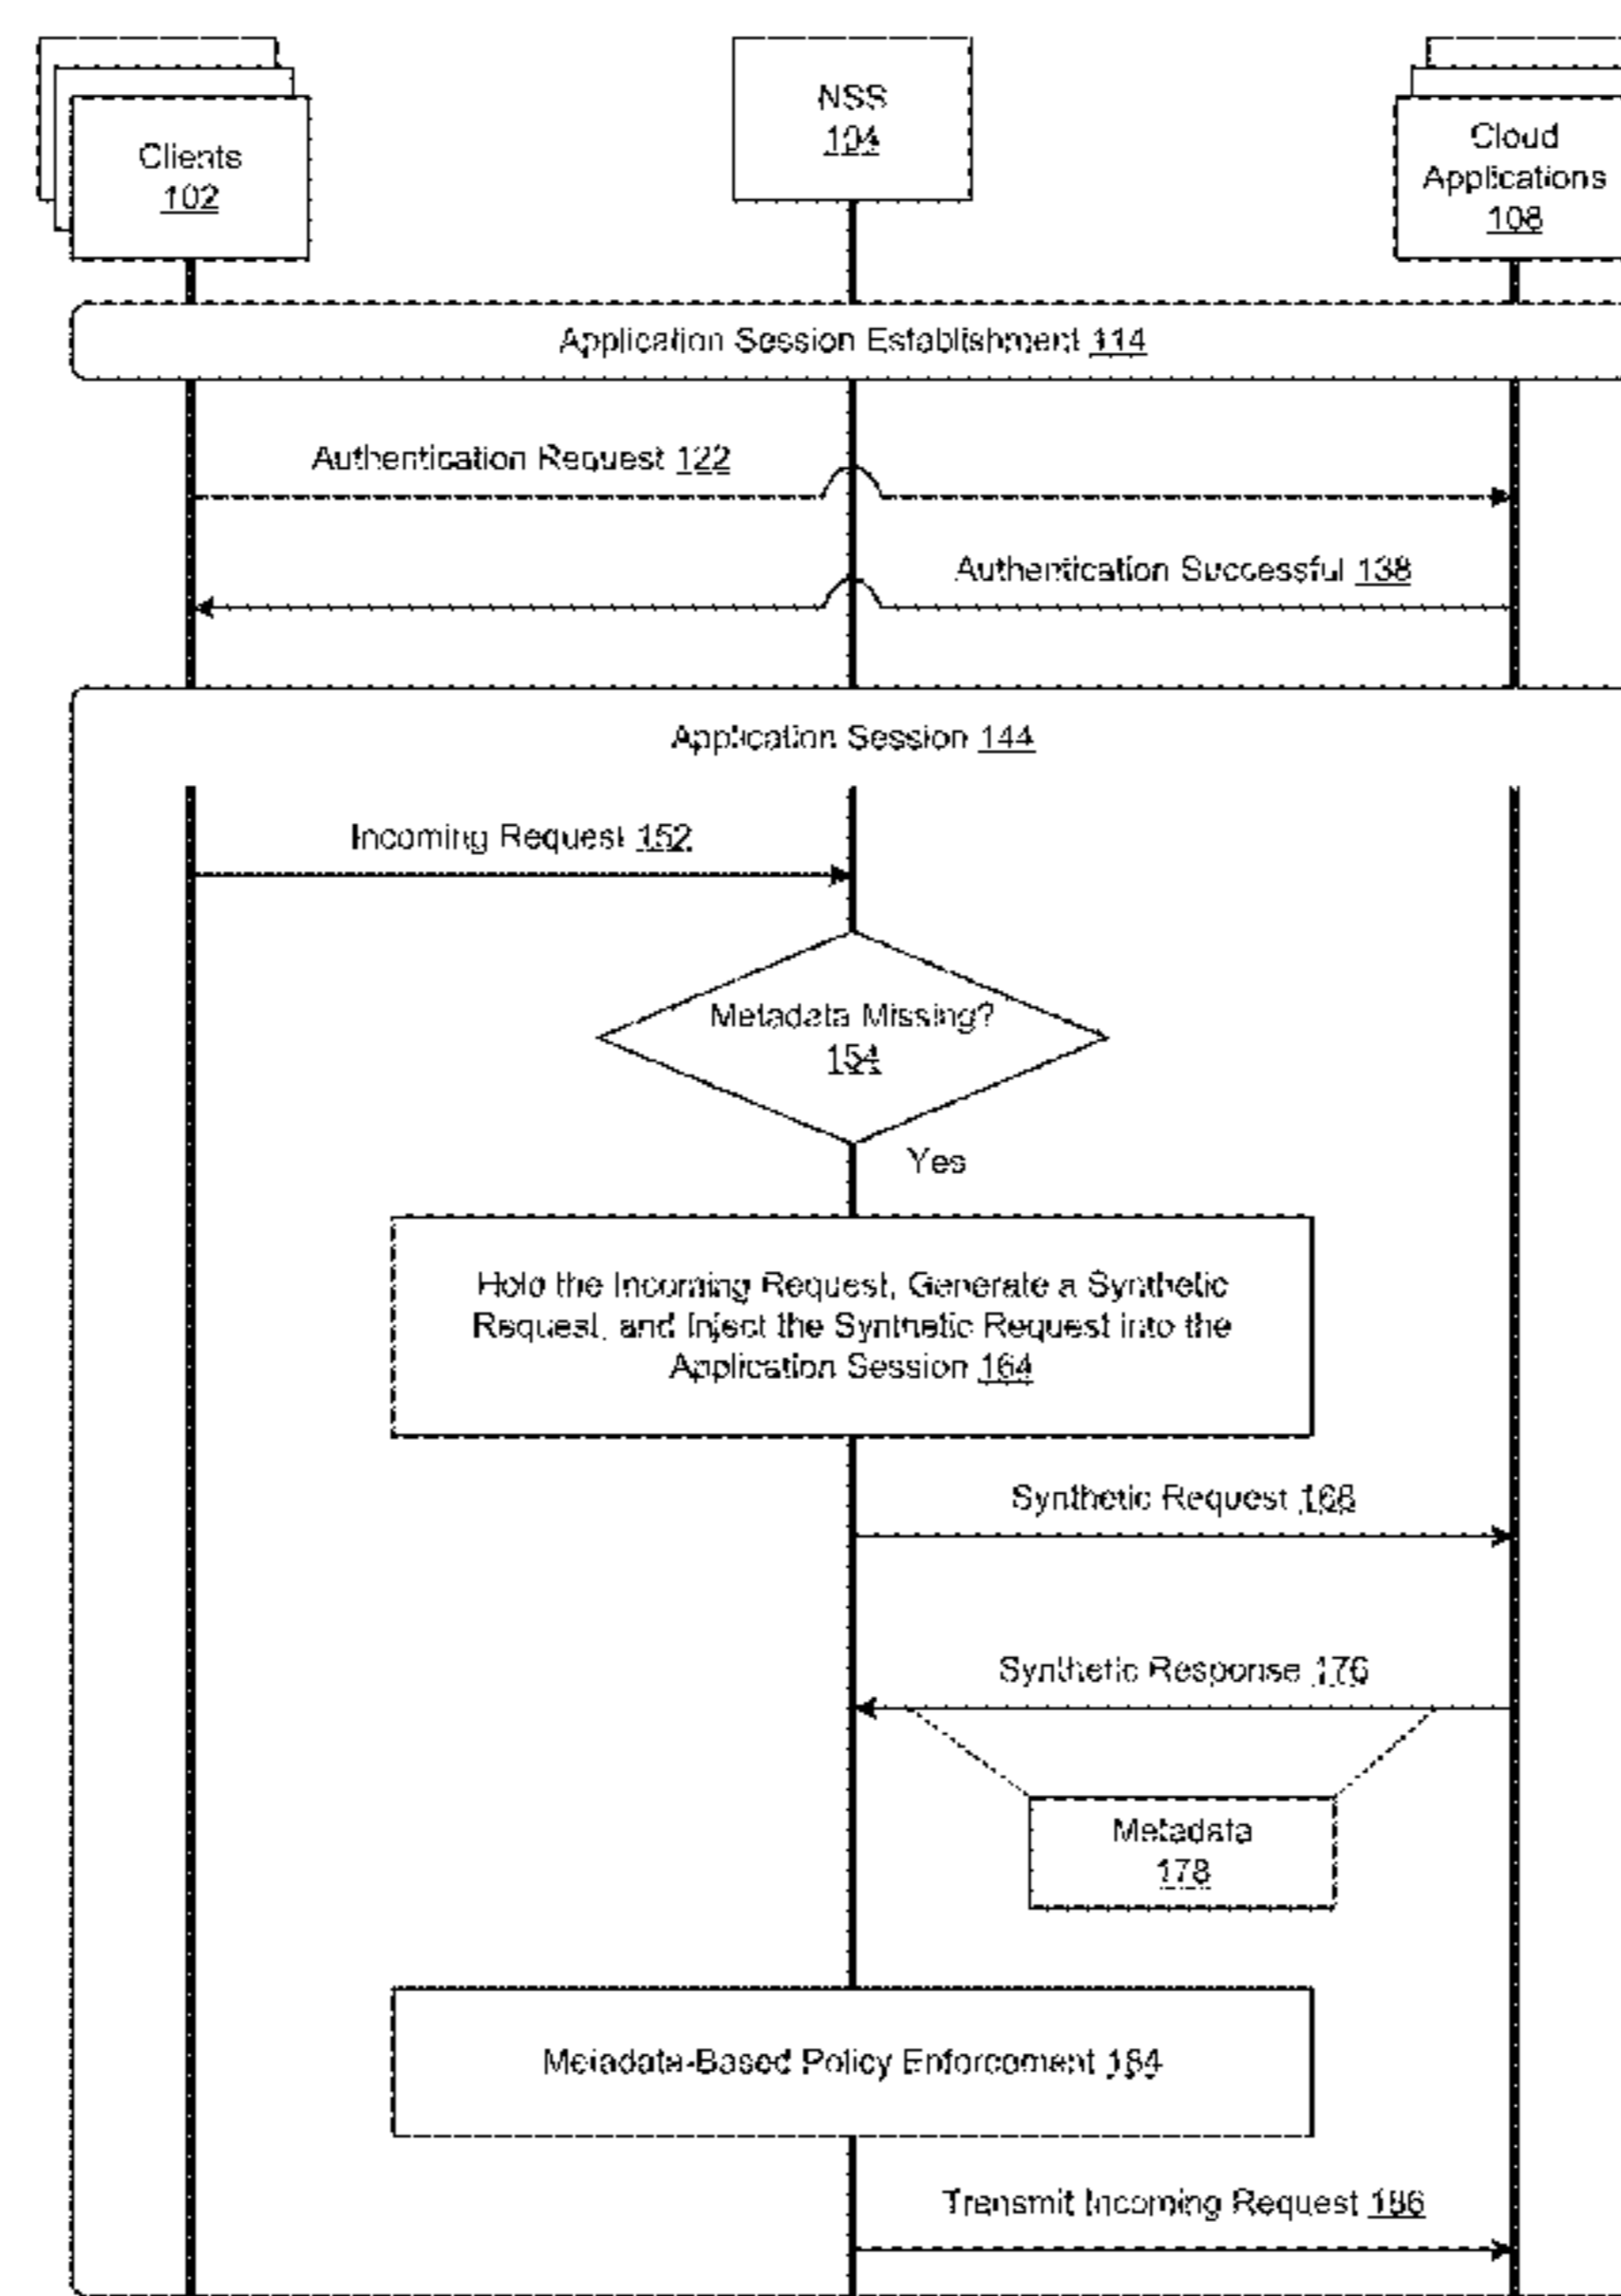 Clients
102
NSS
104
Cloud
Applications
108
Application Session Establishment 114
Authentication Request 122
Authentication Successful 138
Application Session 144
Incoming Request 152
Metadata Missing?
154
Yes
Hold the Incoming Request, Generate a Synthetic
Request, and Inject the Synthetic Request into the
Application Session 164
Synthetic Request 168
Synthetic Response 176
Metadata
178
Metadata-Based Policy Enforcement 184
Transmit Incoming Request 186